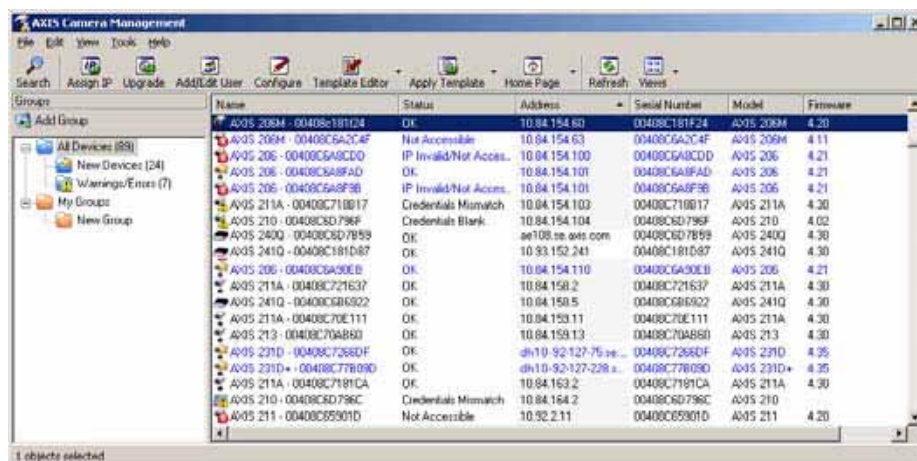 AXIS Camera Management
File Edit View Tools Help
Search Assign IP Upgrade Add/Edit User Configure Template Editor Apply Template Home Page Refresh Views
Groups
Add Group
All Devices (89)
New Devices (24)
Warnings/Errors (7)
My Groups
New Group
Name Status Address Serial Number Model Firmware
AXIS 206M - 00408c181f24 OK 10.84.154.60 00408C181F24 AXIS 206M 4.20
AXIS 206M - 00408C6A2C4F Not Accessible 10.84.154.63 00408C6A2C4F AXIS 206M 4.11
AXIS 206 - 00408C6A8CDD IP Invalid/Not Acces... 10.84.154.100 00408C6A8CDD AXIS 206 4.21
AXIS 206 - 00408C6A8FAD OK 10.84.154.101 00408C6A8FAD AXIS 206 4.21
AXIS 206 - 00408C6A8F9B IP Invalid/Not Acces... 10.84.154.101 00408C6A8F9B AXIS 206 4.21
AXIS 211A - 00408C718B17 Credentials Mismatch 10.84.154.103 00408C718B17 AXIS 211A 4.30
AXIS 210 - 00408C6D796F Credentials Blank 10.84.154.104 00408C6D796F AXIS 210 4.02
AXIS 240Q - 00408C6D7B59 OK ae108.se.axis.com 00408C6D7B59 AXIS 240Q 4.30
AXIS 241Q - 00408C181D87 OK 10.93.152.241 00408C181D87 AXIS 241Q 4.30
AXIS 206 - 00408C6A90EB OK 10.84.154.110 00408C6A90EB AXIS 206 4.21
AXIS 211A - 00408C721637 OK 10.84.158.2 00408C721637 AXIS 211A 4.30
AXIS 241Q - 00408C6B6922 OK 10.84.158.5 00408C6B6922 AXIS 241Q 4.30
AXIS 211A - 00408C70E111 OK 10.84.159.11 00408C70E111 AXIS 211A 4.30
AXIS 213 - 00408C70AB60 OK 10.84.159.13 00408C70AB60 AXIS 213 4.30
AXIS 231D - 00408C7266DF OK dh10-92-127-75.se... 00408C7266DF AXIS 231D 4.35
AXIS 231D+ - 00408C77B09D OK dh10-92-127-228.s... 00408C77B09D AXIS 231D+ 4.35
AXIS 211A - 00408C7181CA OK 10.84.163.2 00408C7181CA AXIS 211A 4.30
AXIS 210 - 00408C6D796C Credentials Mismatch 10.84.164.2 00408C6D796C AXIS 210
AXIS 211 - 00408C65901D Not Accessible 10.92.2.11 00408C65901D AXIS 211 4.20
1 objects selected